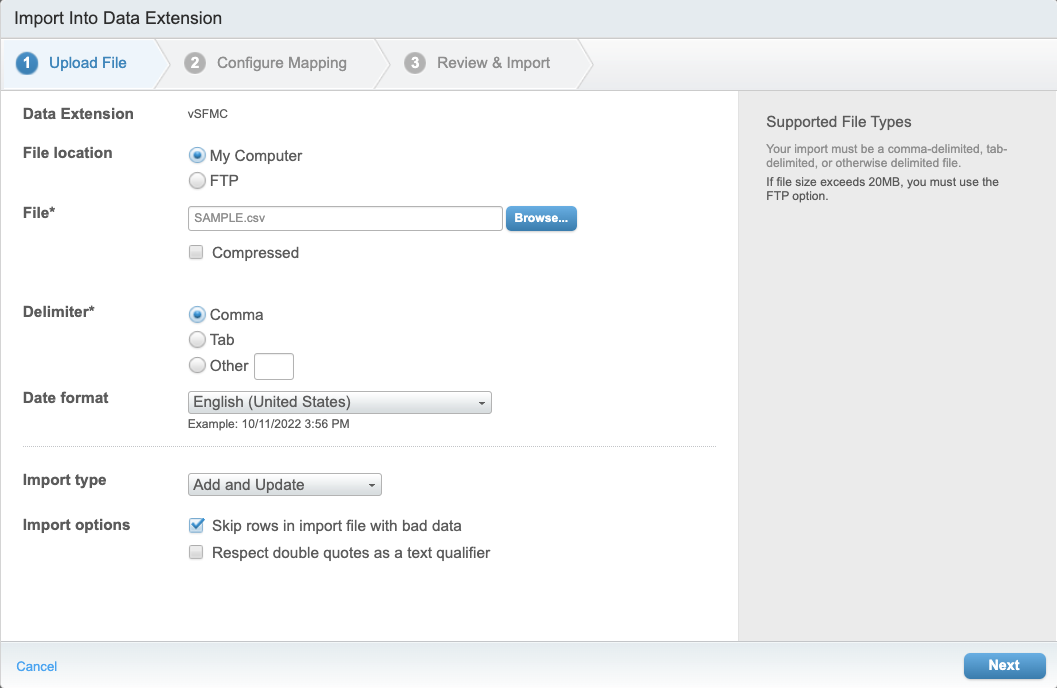 Import Into Data Extension
1 Upload File
2 Configure Mapping
3 Review & Import
Data Extension vSFMC
File location My Computer
FTP
File* SAMPLE.csv Browse...
Compressed
Delimiter* Comma
Tab
Other
Date format English (United States)
Example: 10/11/2022 3:56 PM
Import type Add and Update
Import options Skip rows in import file with bad data
Respect double quotes as a text qualifier
Supported File Types
Your import must be a comma-delimited, tab-
delimited, or otherwise delimited file.
If file size exceeds 20MB, you must use the
FTP option.
Cancel Next